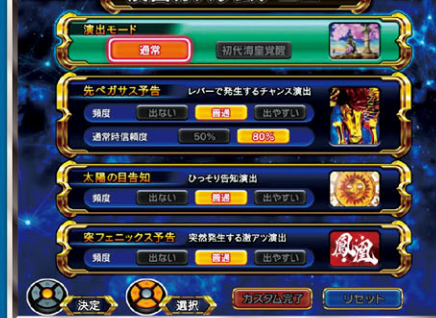 演出モード
通常 初代海皇覚醒
先ペガサス予告 レバーで発生するチャンス演出
頻度 出ない 普通 出やすい
通常時信頼度 50% 80%
太陽の目告知 ひっそり告知演出
頻度 出ない 普通 出やすい
突フェニックス予告 突然発生する激アツ演出
頻度 出ない 普通 出やすい
鳳凰
決定 選択 カスタム完了 リセット